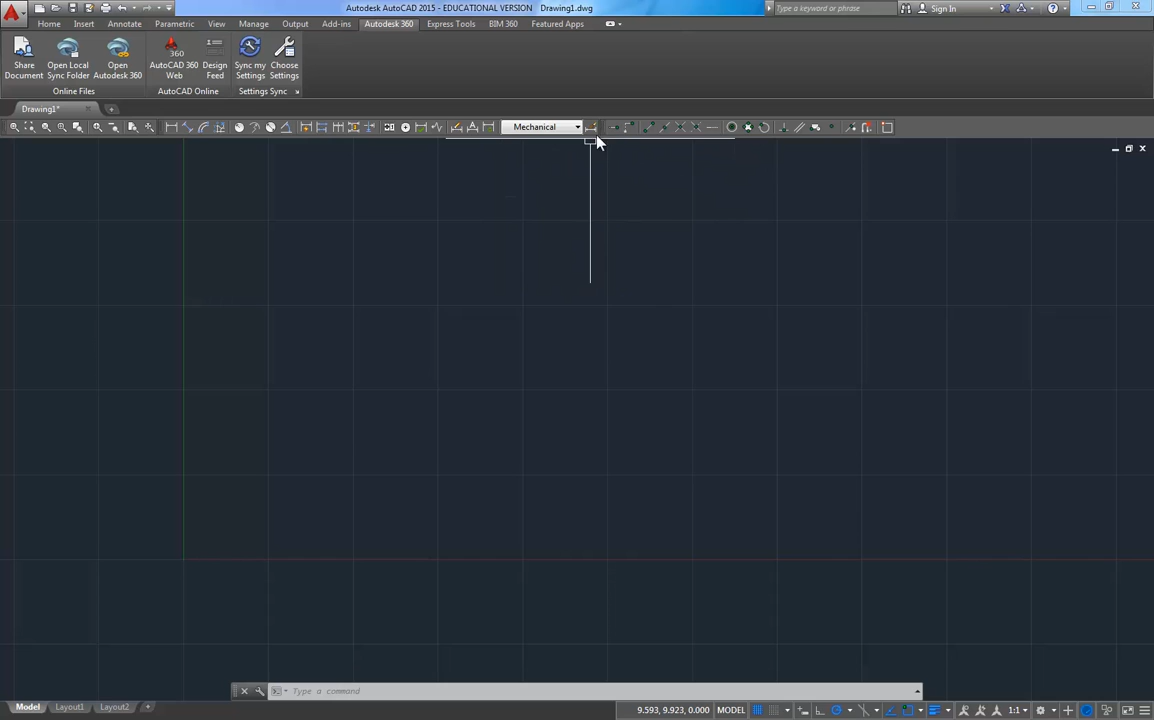 Autodesk AutoCAD 2015 - EDUCATIONAL VERSION Drawing1.dwg
Type a keyword or phrase
Sign In
Home Insert Annotate Parametric View Manage Output Add-ins Autodesk 360 Express Tools BIM 360 Featured Apps
360
Share Document
Open Local Sync Folder
Open Autodesk 360
AutoCAD 360 Web
Design Feed
Sync my Settings
Choose Settings
Online Files
AutoCAD Online
Settings Sync
Drawing1*
Mechanical
Type a command
Model Layout1 Layout2
9.593, 9.923, 0.000 MODEL 1:1